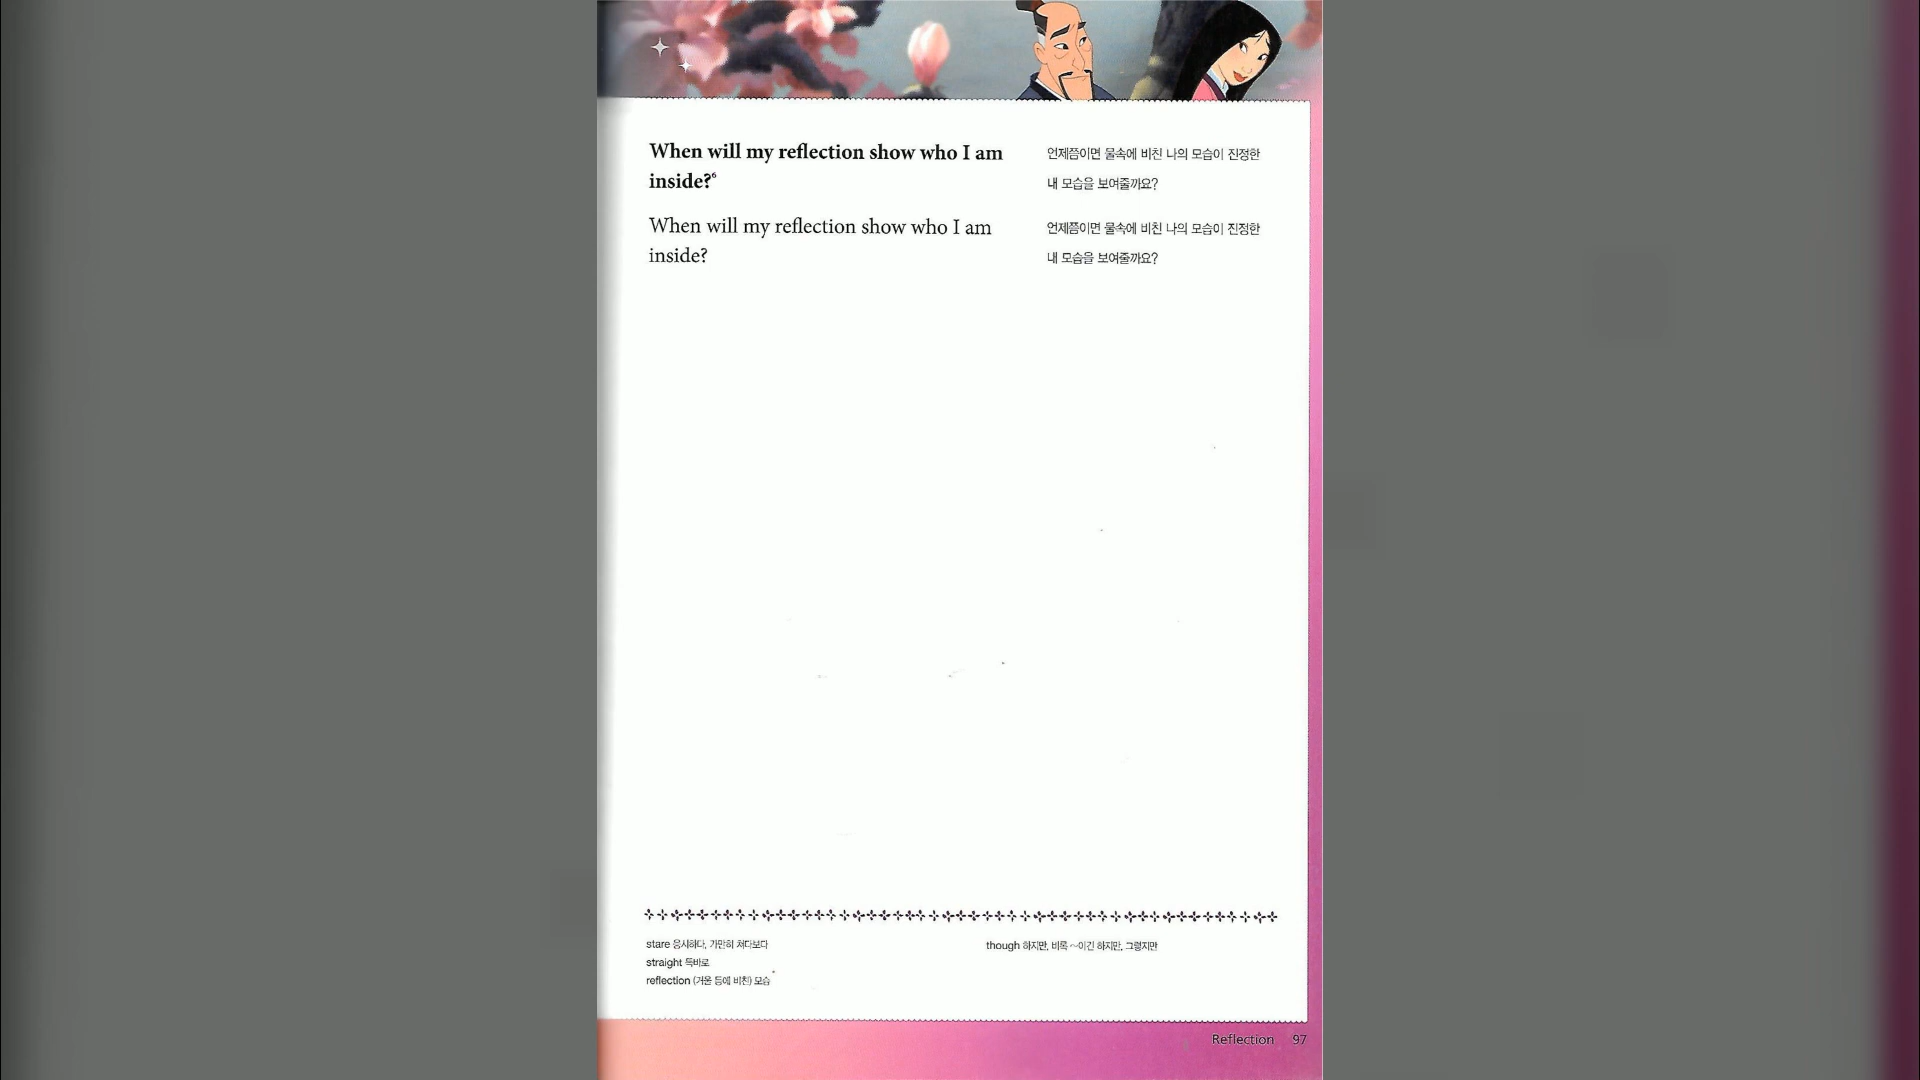 When will my reflection show who I am
inside?⁶
언제쯤이면 물속에 비친 나의 모습이 진정한
내 모습을 보여줄까요?
When will my reflection show who I am
inside?
언제쯤이면 물속에 비친 나의 모습이 진정한
내 모습을 보여줄까요?
stare 응시하다, 가만히 쳐다보다
straight 똑바로
reflection (거울 등에 비친) 모습
though 하지만, 비록 ~이긴 하지만, 그렇지만
Reflection 97